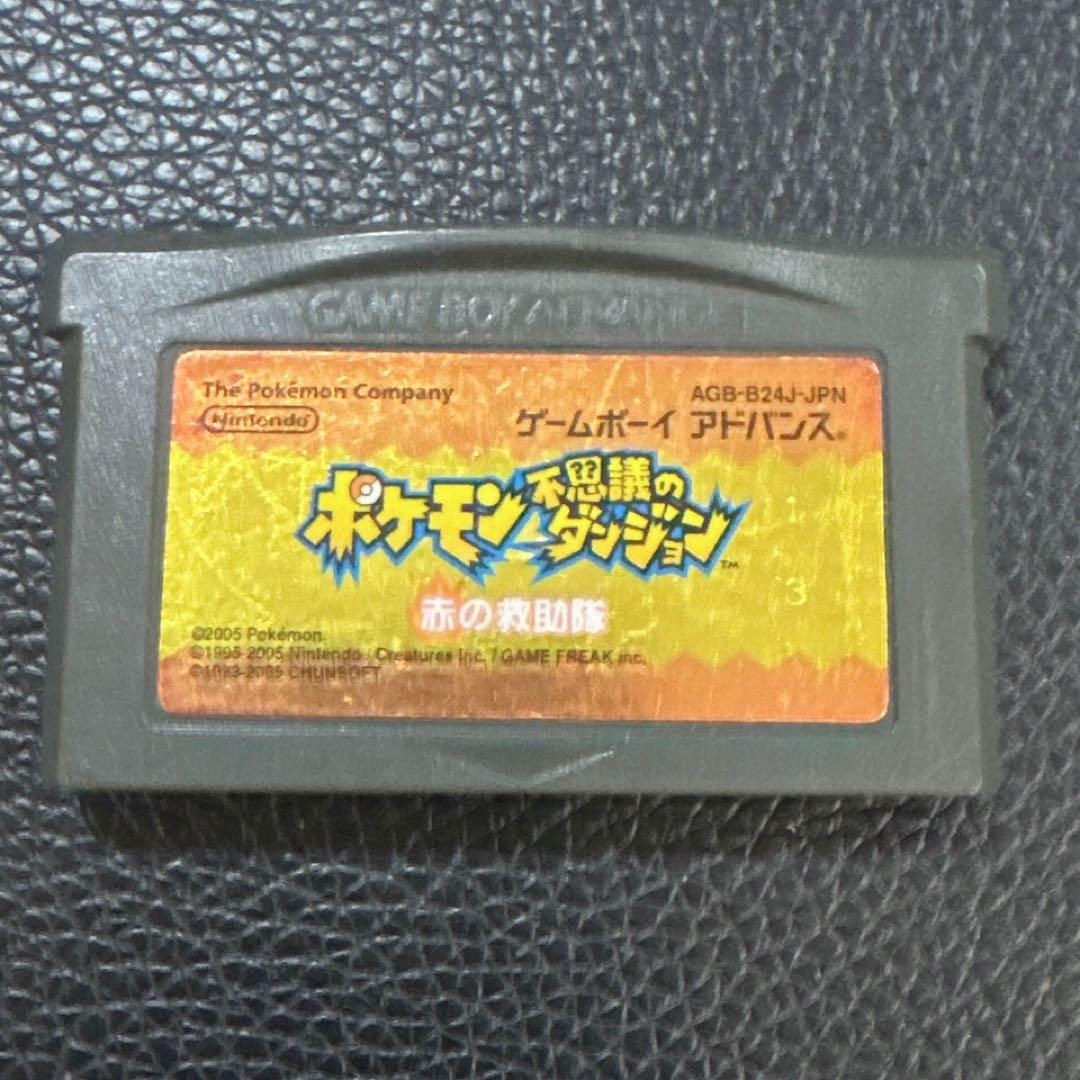 GAME BOY ADVANCE
The Pokémon Company
Nintendo
AGB-B24J-JPN
ゲームボーイ アドバンス®
ポケモン不思議のダンジョン™
赤の救助隊
3
©2005 Pokémon.
©1995-2005 Nintendo / Creatures inc. / GAME FREAK inc.
©1993-2005 CHUNSOFT